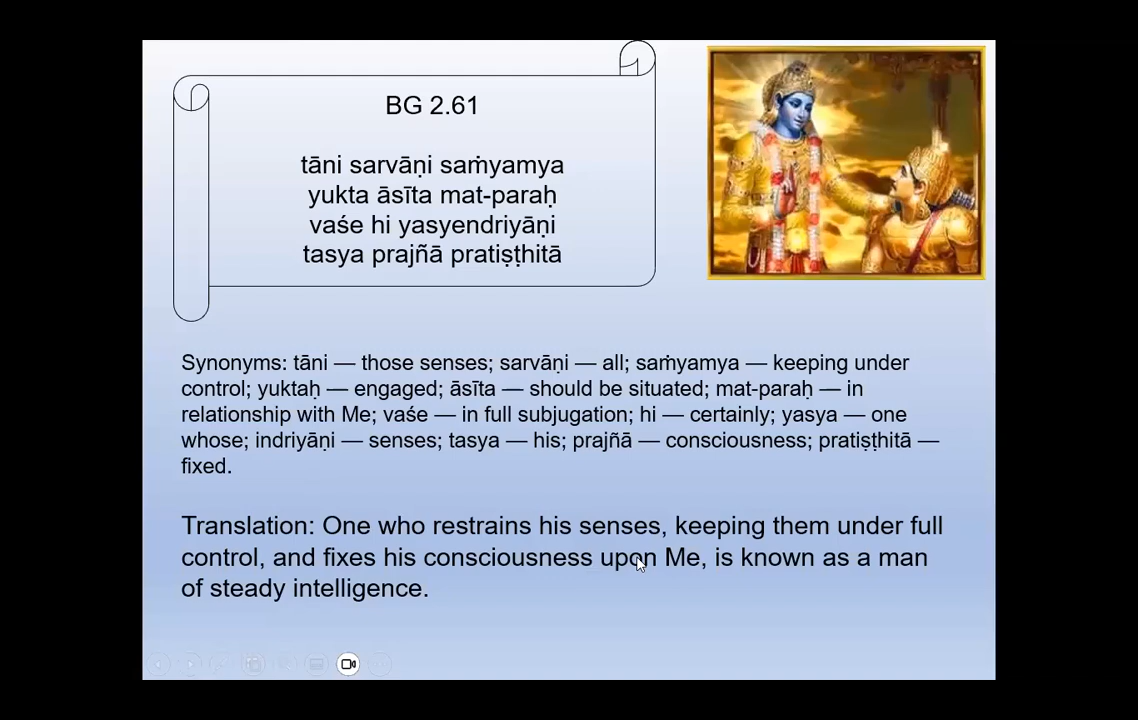 BG 2.61
tāni sarvāṇi saṁyamya
yukta āsīta mat-paraḥ
vaśe hi yasyendriyāṇi
tasya prajñā pratiṣṭhitā
Synonyms: tāni — those senses; sarvāṇi — all; saṁyamya — keeping under
control; yuktaḥ — engaged; āsīta — should be situated; mat-paraḥ — in
relationship with Me; vaśe — in full subjugation; hi — certainly; yasya — one
whose; indriyāṇi — senses; tasya — his; prajñā — consciousness; pratiṣṭhitā —
fixed.
Translation: One who restrains his senses, keeping them under full
control, and fixes his consciousness upon Me, is known as a man
of steady intelligence.